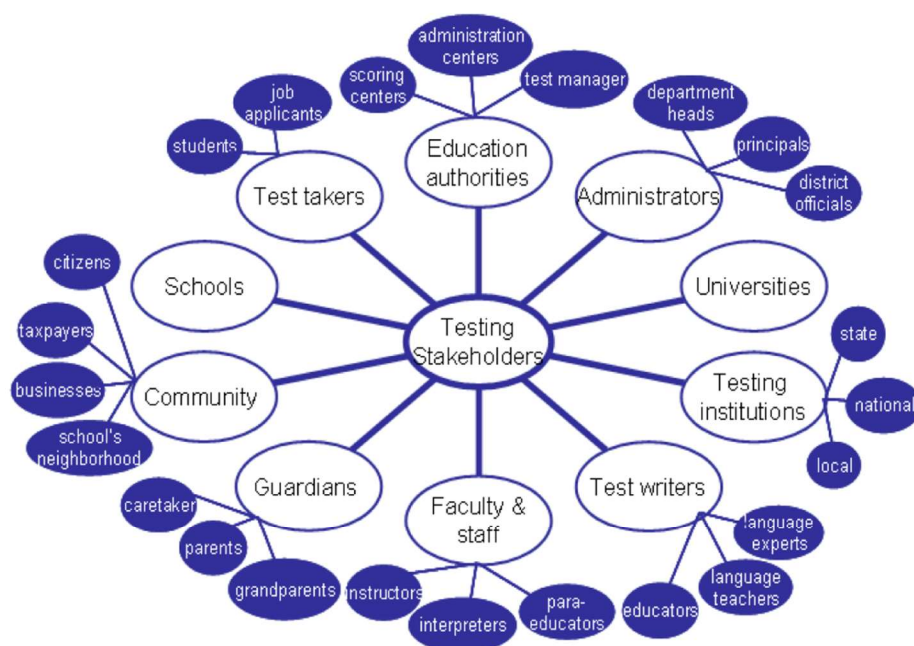 administration
centers
scoring
centers
test manager
Education
authorities
job
applicants
students
Test takers
department
heads
principals
district
officials
Administrators
citizens
taxpayers
businesses
school's
neighborhood
Schools
Community
Testing
Stakeholders
Universities
Testing
institutions
state
national
local
Guardians
caretaker
parents
grandparents
Faculty &
staff
instructors
interpreters
para-
educators
Test writers
language
experts
language
teachers
educators